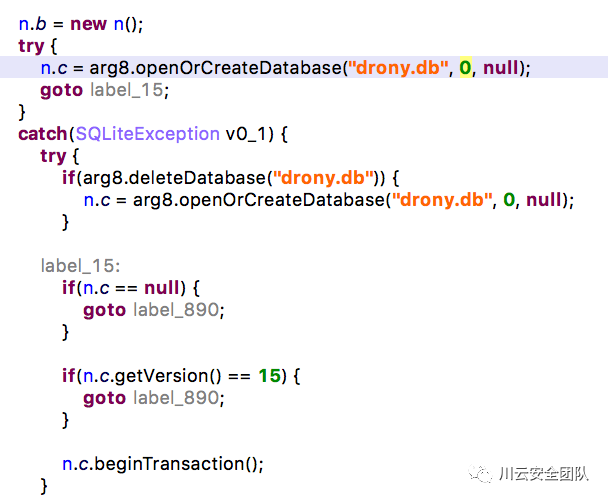 n.b = new n();
try {
n.c = arg8.openOrCreateDatabase("drony.db", 0, null);
goto label_15;
}
catch(SQLiteException v0_1) {
try {
if(arg8.deleteDatabase("drony.db")) {
n.c = arg8.openOrCreateDatabase("drony.db", 0, null);
}
label_15:
if(n.c == null) {
goto label_890;
}
if(n.c.getVersion() == 15) {
goto label_890;
}
n.c.beginTransaction();
}
川云安全团队